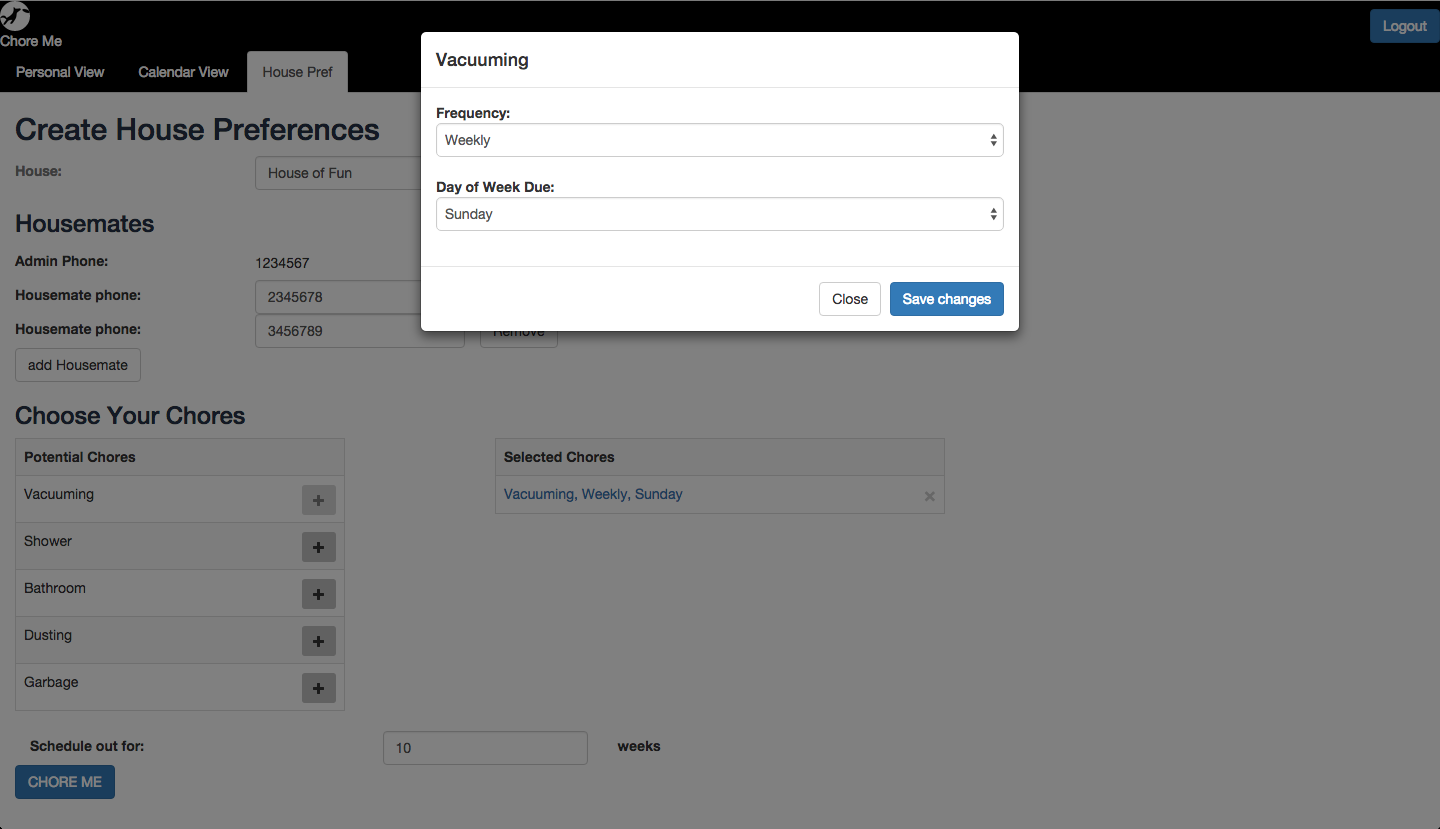 Chore Me
Logout
Personal View Calendar View House Pref
Vacuuming
Frequency:
Weekly
Day of Week Due:
Sunday
Close Save changes
Create House Preferences
House: House of Fun
Housemates
Admin Phone: 1234567
Housemate phone: 2345678
Housemate phone: 3456789 Remove
add Housemate
Choose Your Chores
Potential Chores
Vacuuming +
Shower +
Bathroom +
Dusting +
Garbage +
Selected Chores
Vacuuming, Weekly, Sunday ×
Schedule out for: 10 weeks
CHORE ME